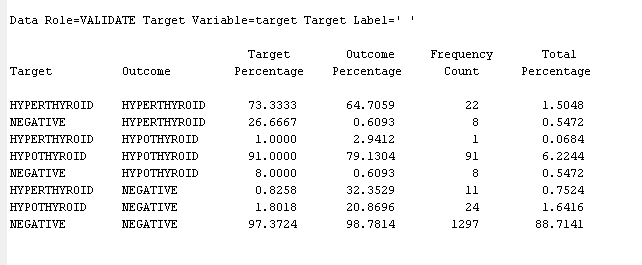 Data Role=VALIDATE Target Variable=target Target Label=' '
Target Outcome Frequency Total
Target Outcome Percentage Percentage Count Percentage
HYPERTHYROID HYPERTHYROID 73.3333 64.7059 22 1.5048
NEGATIVE HYPERTHYROID 26.6667 0.6093 8 0.5472
HYPERTHYROID HYPOTHYROID 1.0000 2.9412 1 0.0684
HYPOTHYROID HYPOTHYROID 91.0000 79.1304 91 6.2244
NEGATIVE HYPOTHYROID 8.0000 0.6093 8 0.5472
HYPERTHYROID NEGATIVE 0.8258 32.3529 11 0.7524
HYPOTHYROID NEGATIVE 1.8018 20.8696 24 1.6416
NEGATIVE NEGATIVE 97.3724 98.7814 1297 88.7141